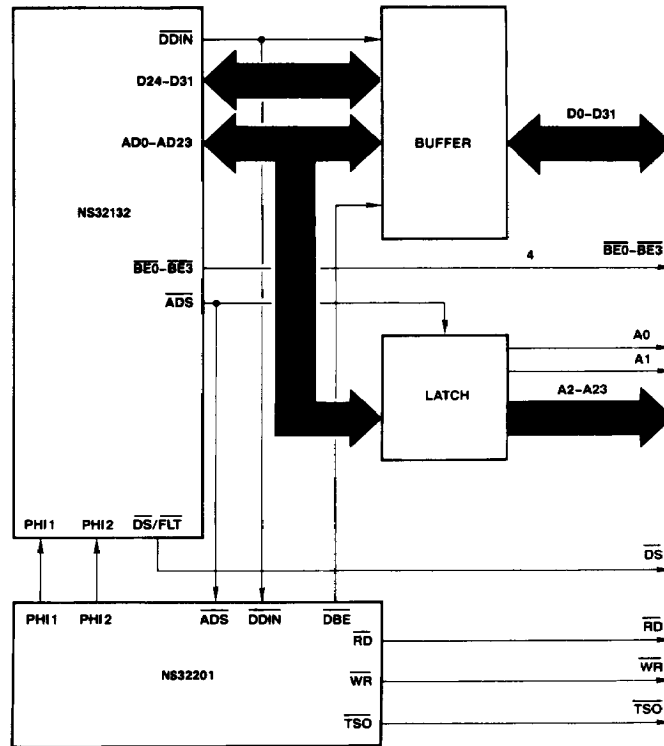 DDIN
D24–D31
D0–D31
AD0–AD23
BUFFER
NS32132
BE0–BE3
4
BE0–BE3
ADS
A0
A1
LATCH
A2–A23
PHI1
PHI2
DS/FLT
DS
PHI1
PHI2
ADS
DDIN
DBE
RD
RD
NS32201
WR
WR
TSO
TSO